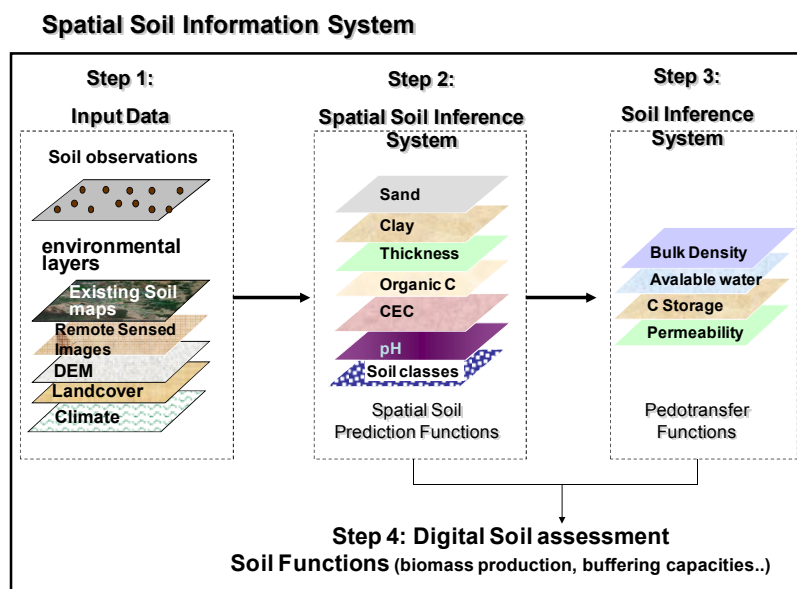 Spatial Soil Information System
Step 1:
Input Data
Soil observations
environmental
layers
Existing Soil
maps
Remote Sensed
Images
DEM
Landcover
Climate
Step 2:
Spatial Soil Inference
System
Sand
Clay
Thickness
Organic C
CEC
pH
Soil classes
Spatial Soil
Prediction Functions
Step 3:
Soil Inference
System
Bulk Density
Avalable water
C Storage
Permeability
Pedotransfer
Functions
Step 4: Digital Soil assessment
Soil Functions (biomass production, buffering capacities..)